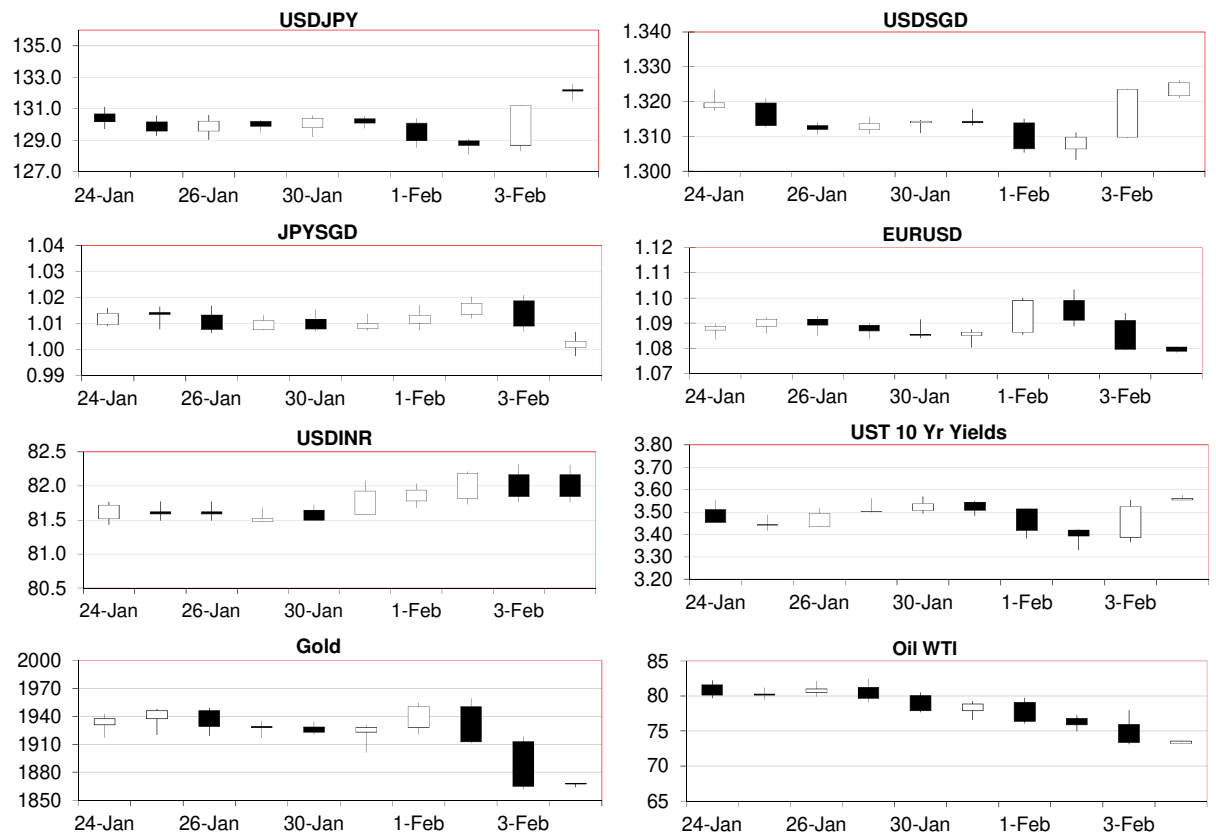 USDJPY
135.0
133.0
131.0
129.0
127.0
24-Jan 26-Jan 30-Jan 1-Feb 3-Feb
USDSGD
1.340
1.330
1.320
1.310
1.300
24-Jan 26-Jan 30-Jan 1-Feb 3-Feb
JPYSGD
1.04
1.03
1.02
1.01
1.00
0.99
24-Jan 26-Jan 30-Jan 1-Feb 3-Feb
EURUSD
1.12
1.11
1.10
1.09
1.08
1.07
24-Jan 26-Jan 30-Jan 1-Feb 3-Feb
USDINR
82.5
82.0
81.5
81.0
80.5
24-Jan 26-Jan 30-Jan 1-Feb 3-Feb
UST 10 Yr Yields
3.80
3.70
3.60
3.50
3.40
3.30
3.20
24-Jan 26-Jan 30-Jan 1-Feb 3-Feb
Gold
2000
1970
1940
1910
1880
1850
24-Jan 26-Jan 30-Jan 1-Feb 3-Feb
Oil WTI
85
80
75
70
65
24-Jan 26-Jan 30-Jan 1-Feb 3-Feb